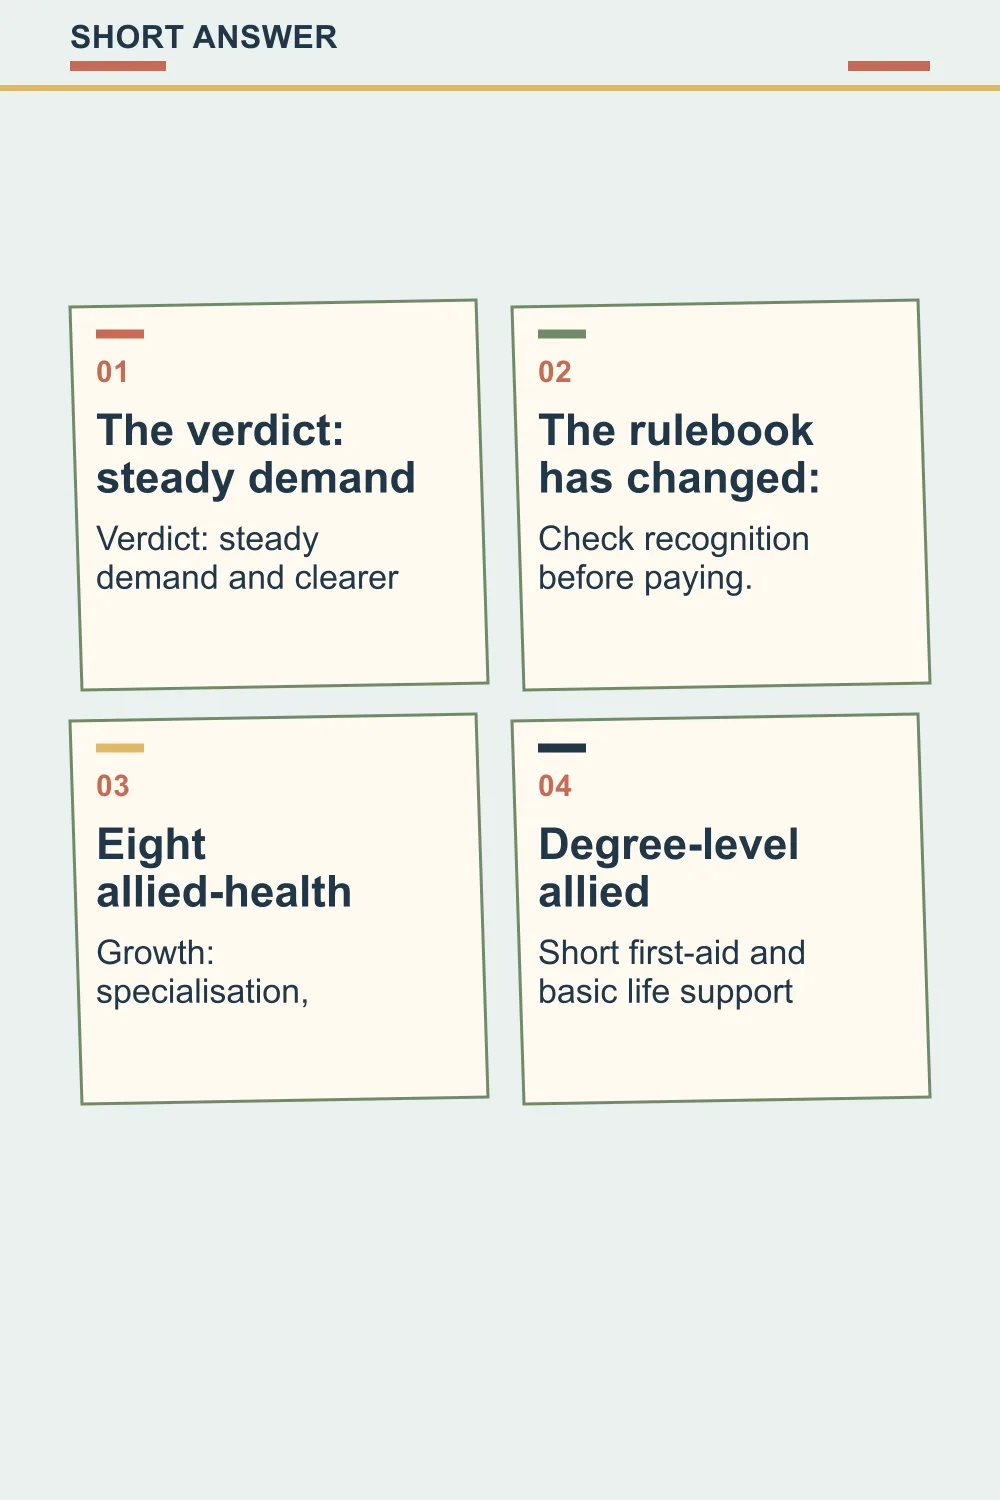 SHORT ANSWER
01
The verdict:
steady demand
Verdict: steady
demand and clearer
02
The rulebook
has changed:
Check recognition
before paying.
03
Eight
allied-health
Growth:
specialisation,
04
Degree-level
allied
Short first-aid and
basic life support